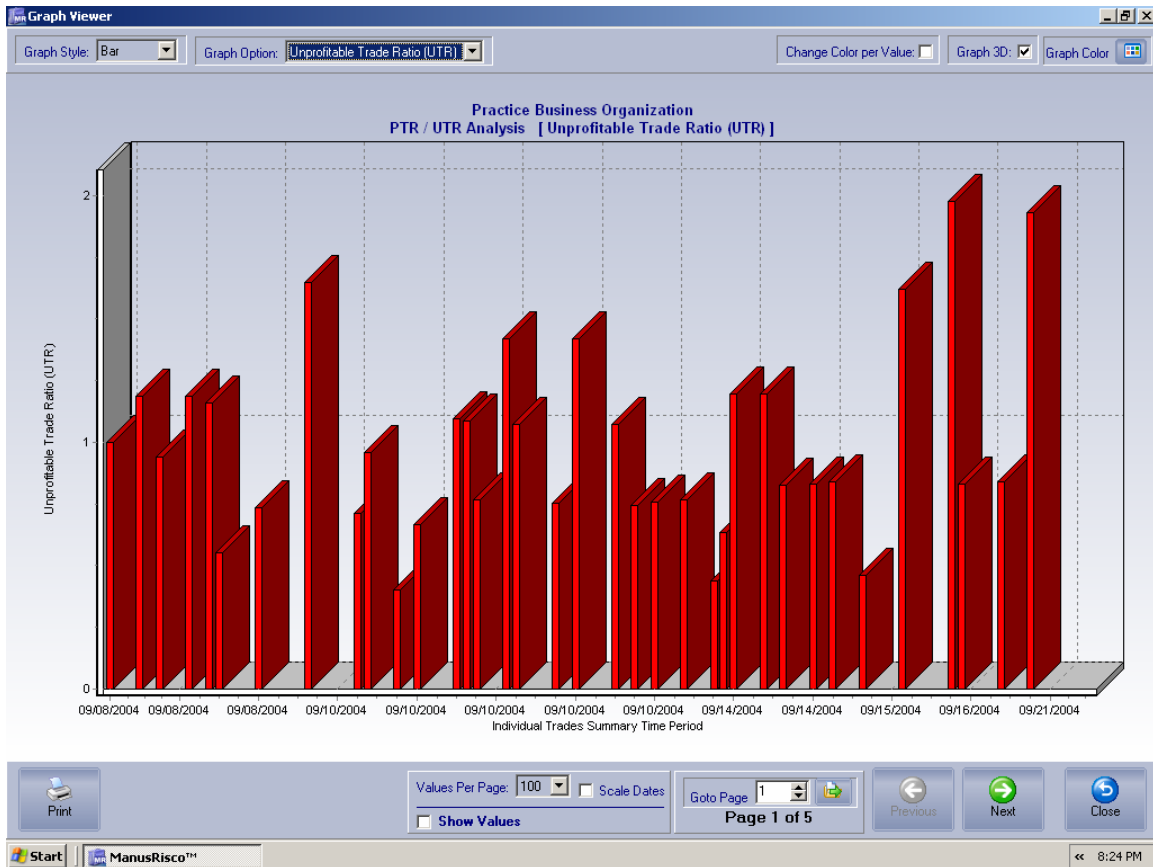 Graph Viewer
Graph Style: Bar
Graph Option: Unprofitable Trade Ratio (UTR)
Change Color per Value:
Graph 3D:
Graph Color
Practice Business Organization
PTR / UTR Analysis [ Unprofitable Trade Ratio (UTR) ]
Unprofitable Trade Ratio (UTR)
2
1
0
09/08/2004 09/08/2004 09/08/2004 09/10/2004 09/10/2004 09/10/2004 09/10/2004 09/10/2004 09/14/2004 09/14/2004 09/15/2004 09/16/2004 09/21/2004
Individual Trades Summary Time Period
Print
Values Per Page: 100
Scale Dates
Show Values
Goto Page 1
Page 1 of 5
Previous
Next
Close
Start
MR ManusRisco™
« 8:24 PM